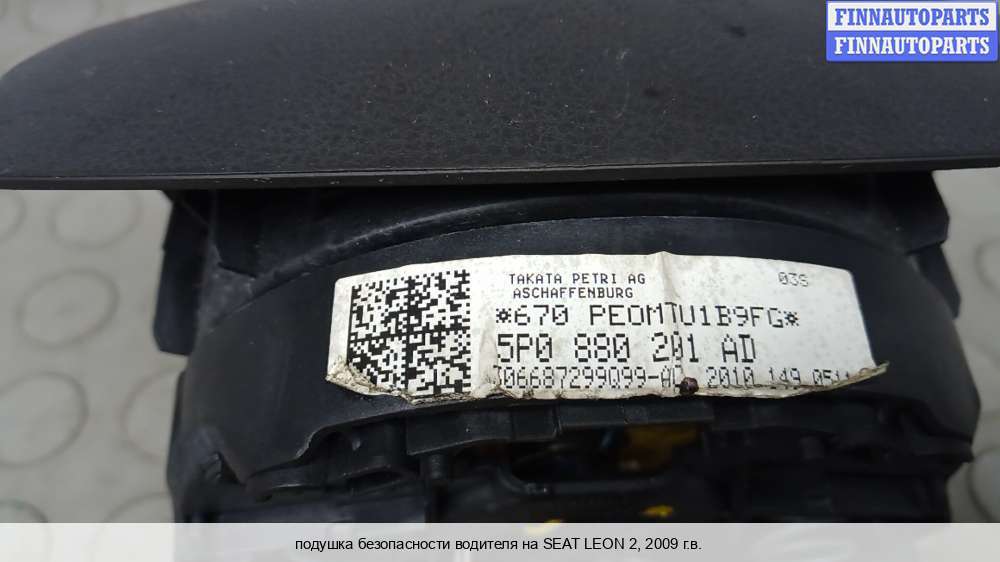 FINNAUTOPARTS
FINNAUTOPARTS
TAKATA PETRI AG 03S
ASCHAFFENBURG
*670 PEOMTU1B9FG*
5P0 880 201 AD
2010 149
подушка безопасности водителя на SEAT LEON 2, 2009 г.в.